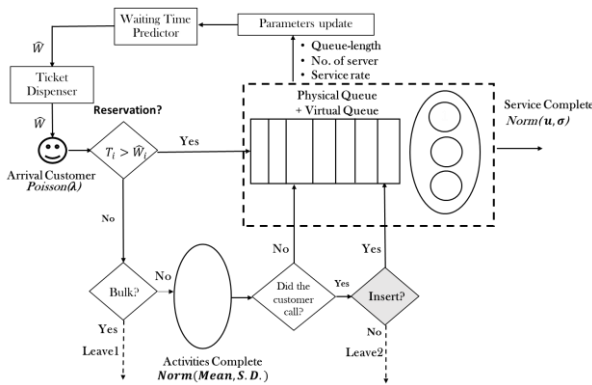 Waiting Time
Predictor
Parameters update
Ŵ
• Queue-length
• No. of server
• Service rate
Ticket
Dispenser
Physical Queue
+ Virtual Queue
Service Complete
Norm(u, σ)
Reservation?
Ŵ
Yes
T_i > Ŵ_i
Arrival Customer
Poisson(λ)
No
No
Yes
Bulk?
No
Did the
customer
call?
Yes
Insert?
Yes
Leave1
No
Leave2
Activities Complete
Norm(Mean, S. D. )